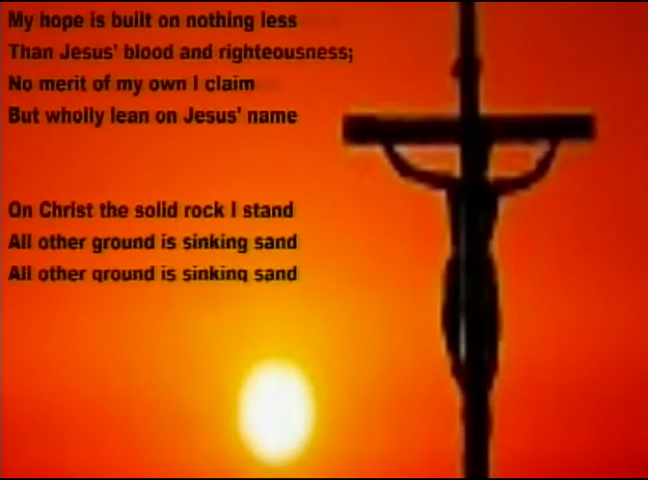 My hope is built on nothing less
Than Jesus' blood and righteousness;
No merit of my own I claim
But wholly lean on Jesus' name
On Christ the solid rock I stand
All other ground is sinking sand
All other ground is sinking sand